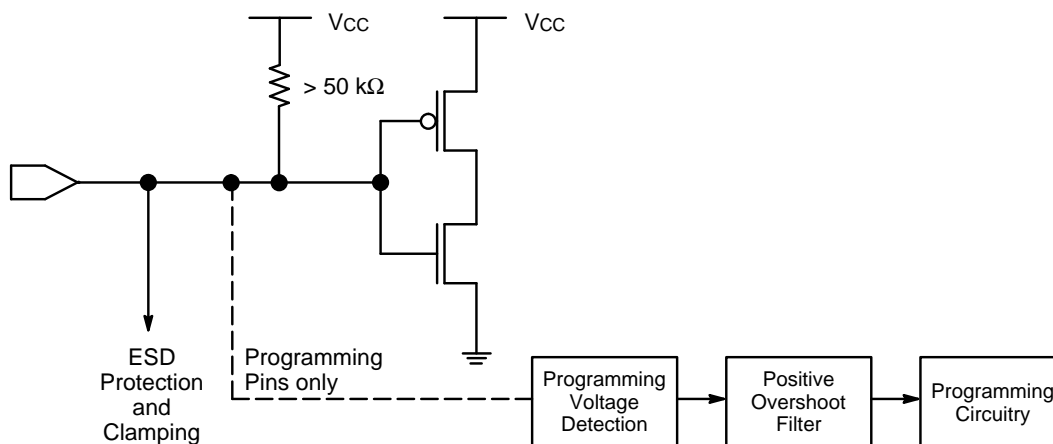 VCC
VCC
> 50 kΩ
ESD
Protection
and
Clamping
Programming
Pins only
Programming
Voltage
Detection
Positive
Overshoot
Filter
Programming
Circuitry